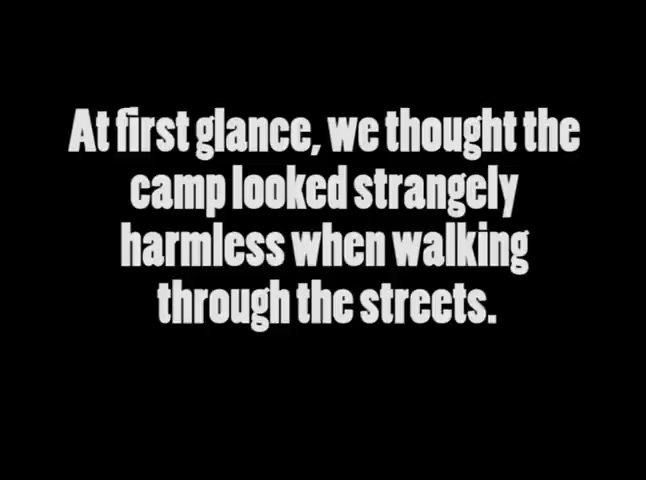 At first glance, we thought the
camp looked strangely
harmless when walking
through the streets.